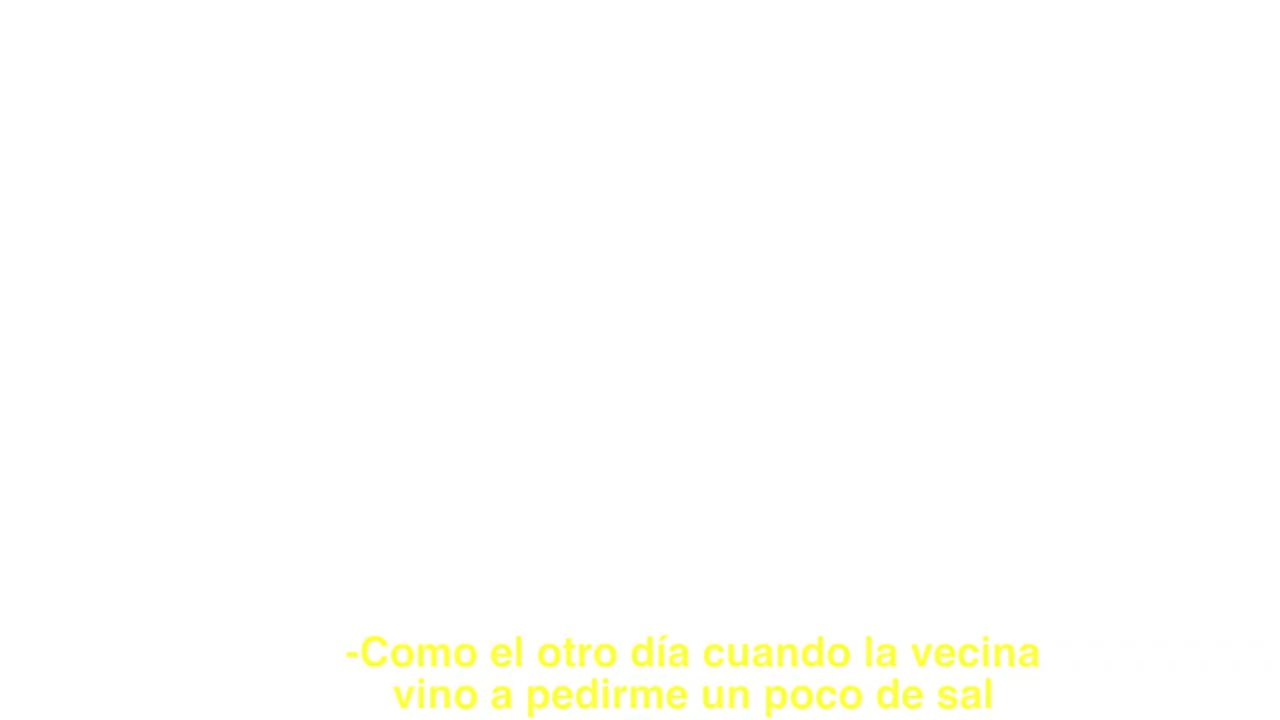 -Como el otro día cuando la vecina
vino a pedirme un poco de sal